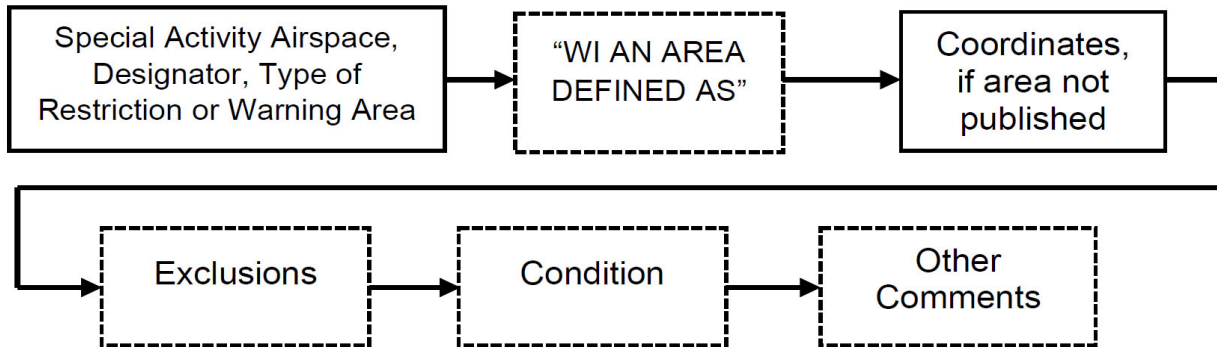 Special Activity Airspace,
Designator, Type of
Restriction or Warning Area
“WI AN AREA
DEFINED AS”
Coordinates,
if area not
published
Exclusions
Condition
Other
Comments